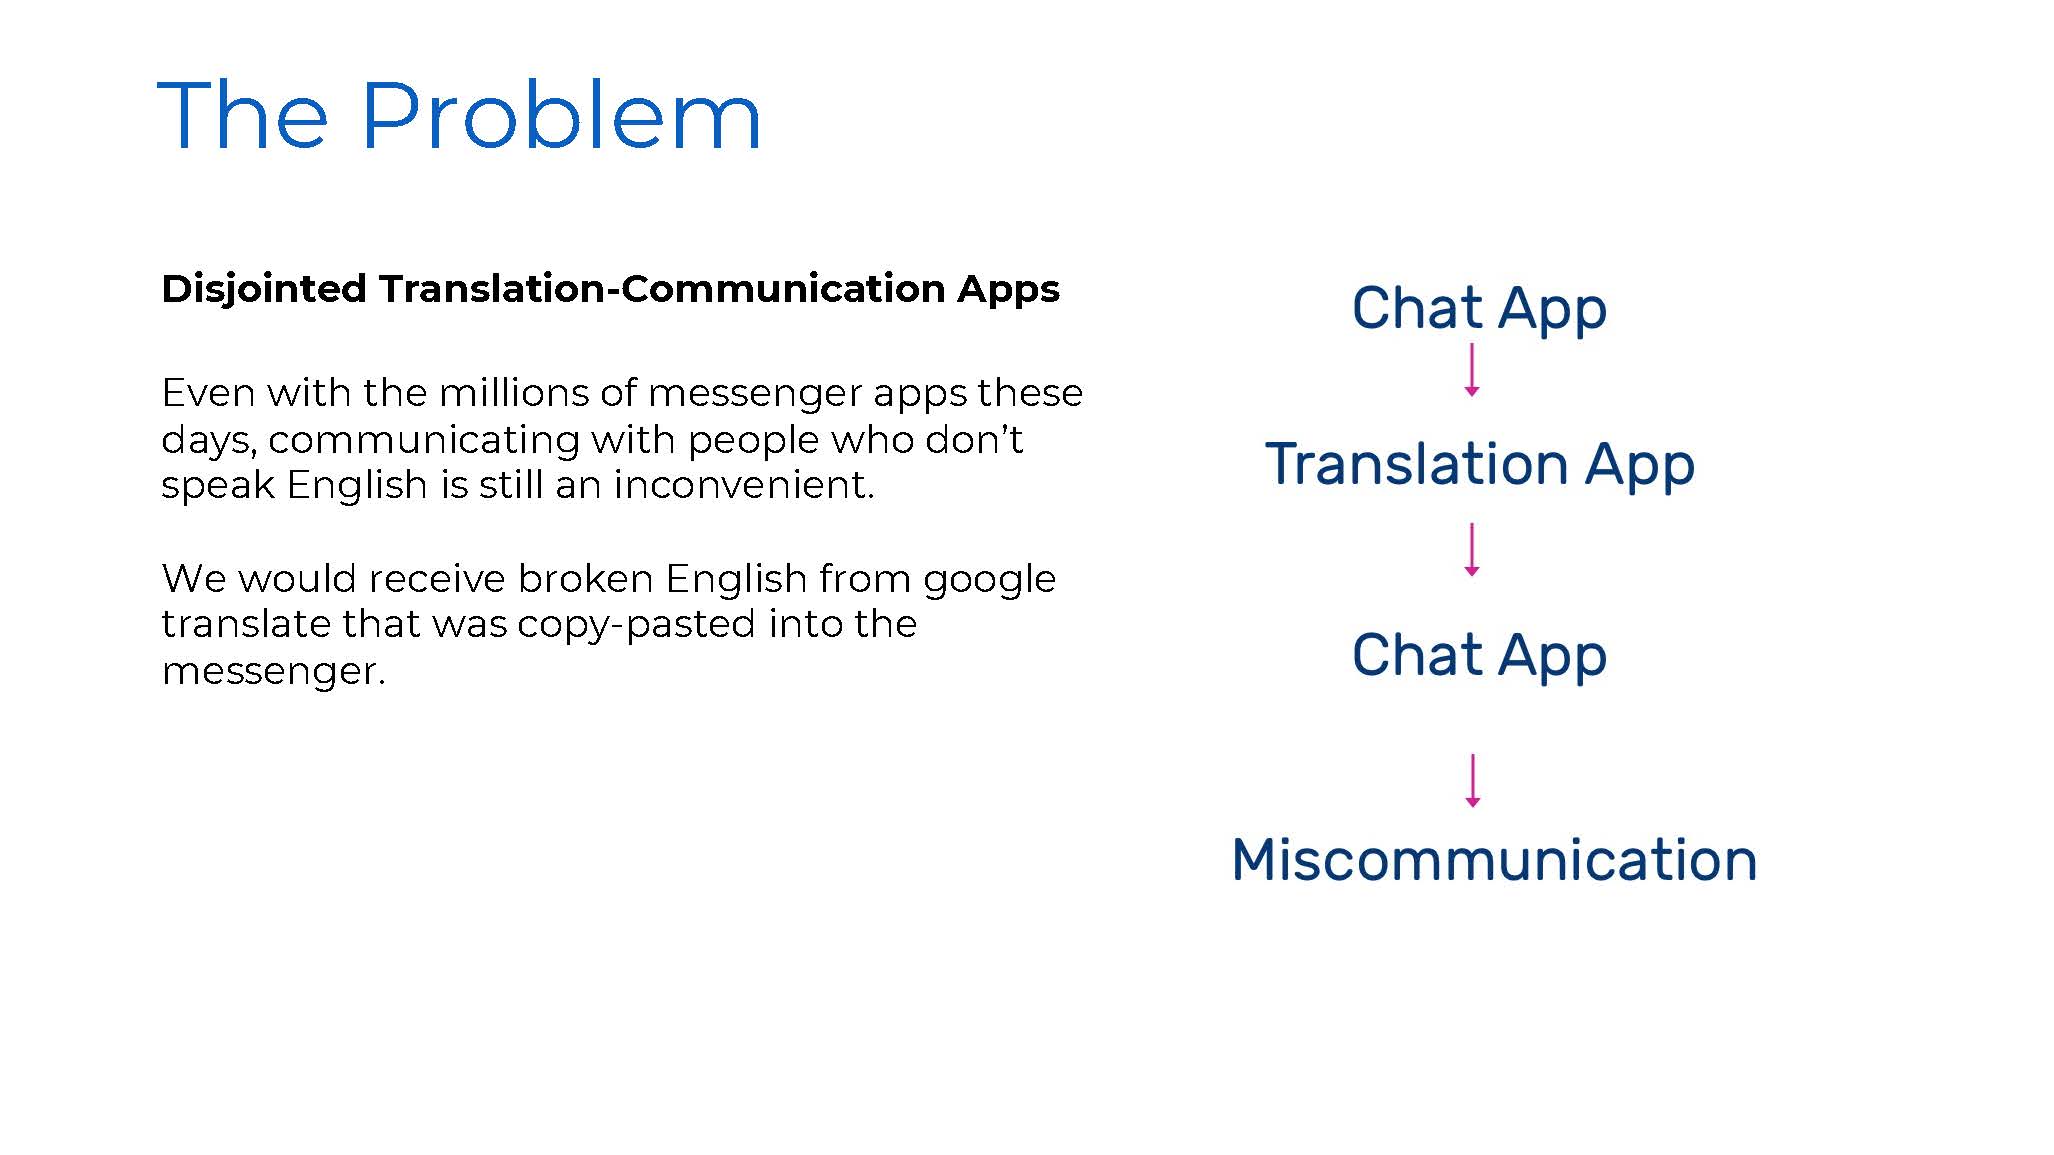 The Problem
Disjointed Translation-Communication Apps
Even with the millions of messenger apps these
days, communicating with people who don’t
speak English is still an inconvenient.
We would receive broken English from google
translate that was copy-pasted into the
messenger.
Chat App
Translation App
Chat App
Miscommunication